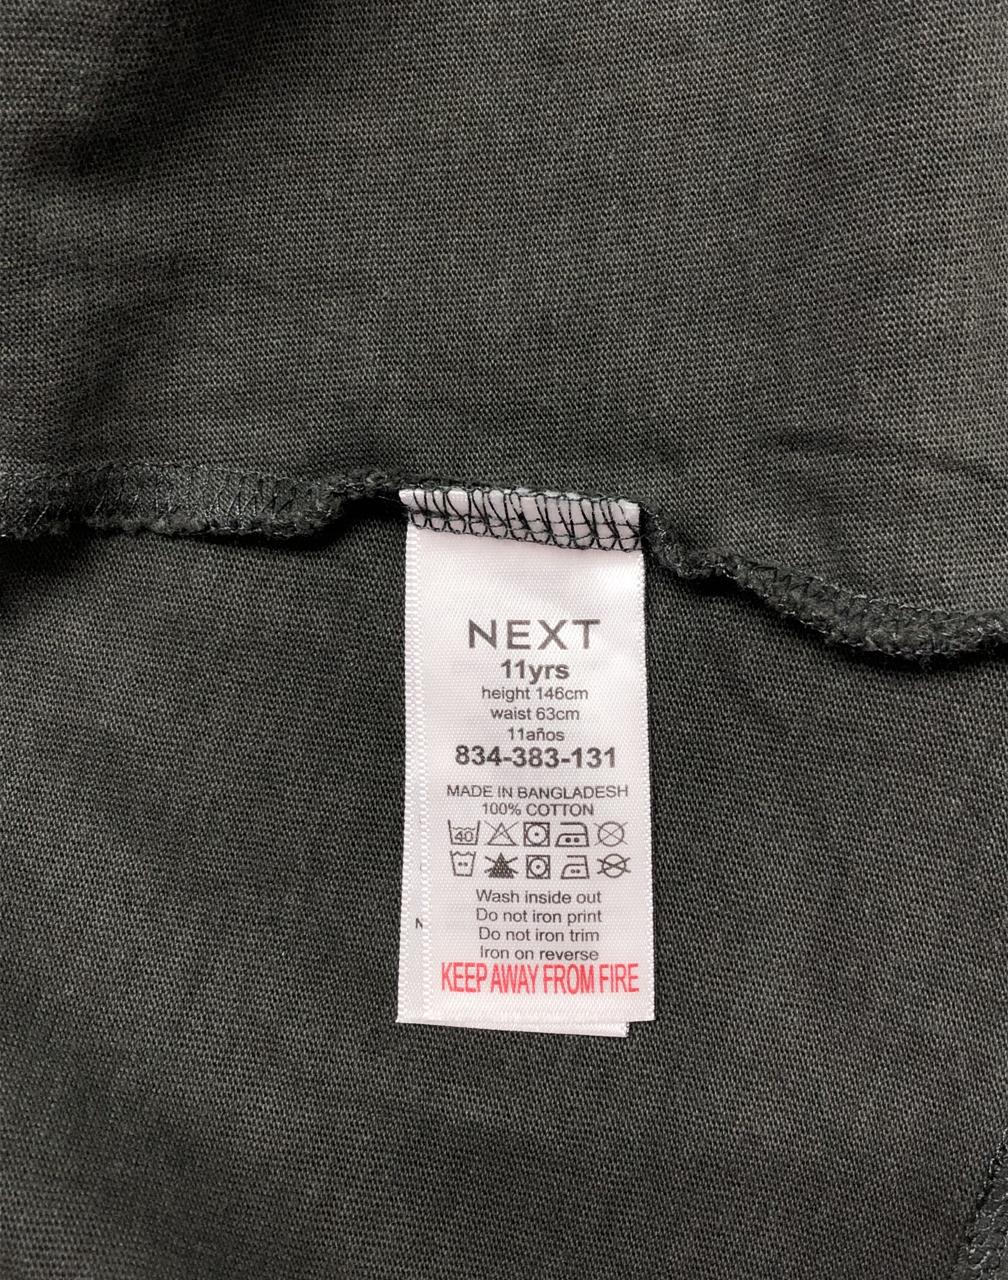 NEXT
11yrs
height 146cm
waist 63cm
11años
834-383-131
MADE IN BANGLADESH
100% COTTON
40
Wash inside out
Do not iron print
Do not iron trim
Iron on reverse
KEEP AWAY FROM FIRE
N